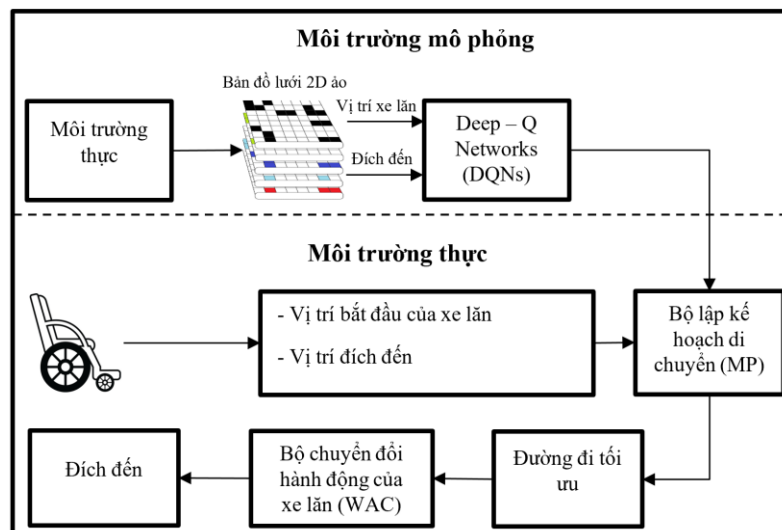 Môi trường mô phỏng
Bản đồ lưới 2D ảo
Môi trường
thực
Vị trí xe lăn
Đích đến
Deep – Q
Networks
(DQNs)
Môi trường thực
- Vị trí bắt đầu của xe lăn
- Vị trí đích đến
Bộ lập kế
hoạch di
chuyển (MP)
Đích đến
Bộ chuyển đổi
hành động của
xe lăn (WAC)
Đường đi tối
ưu